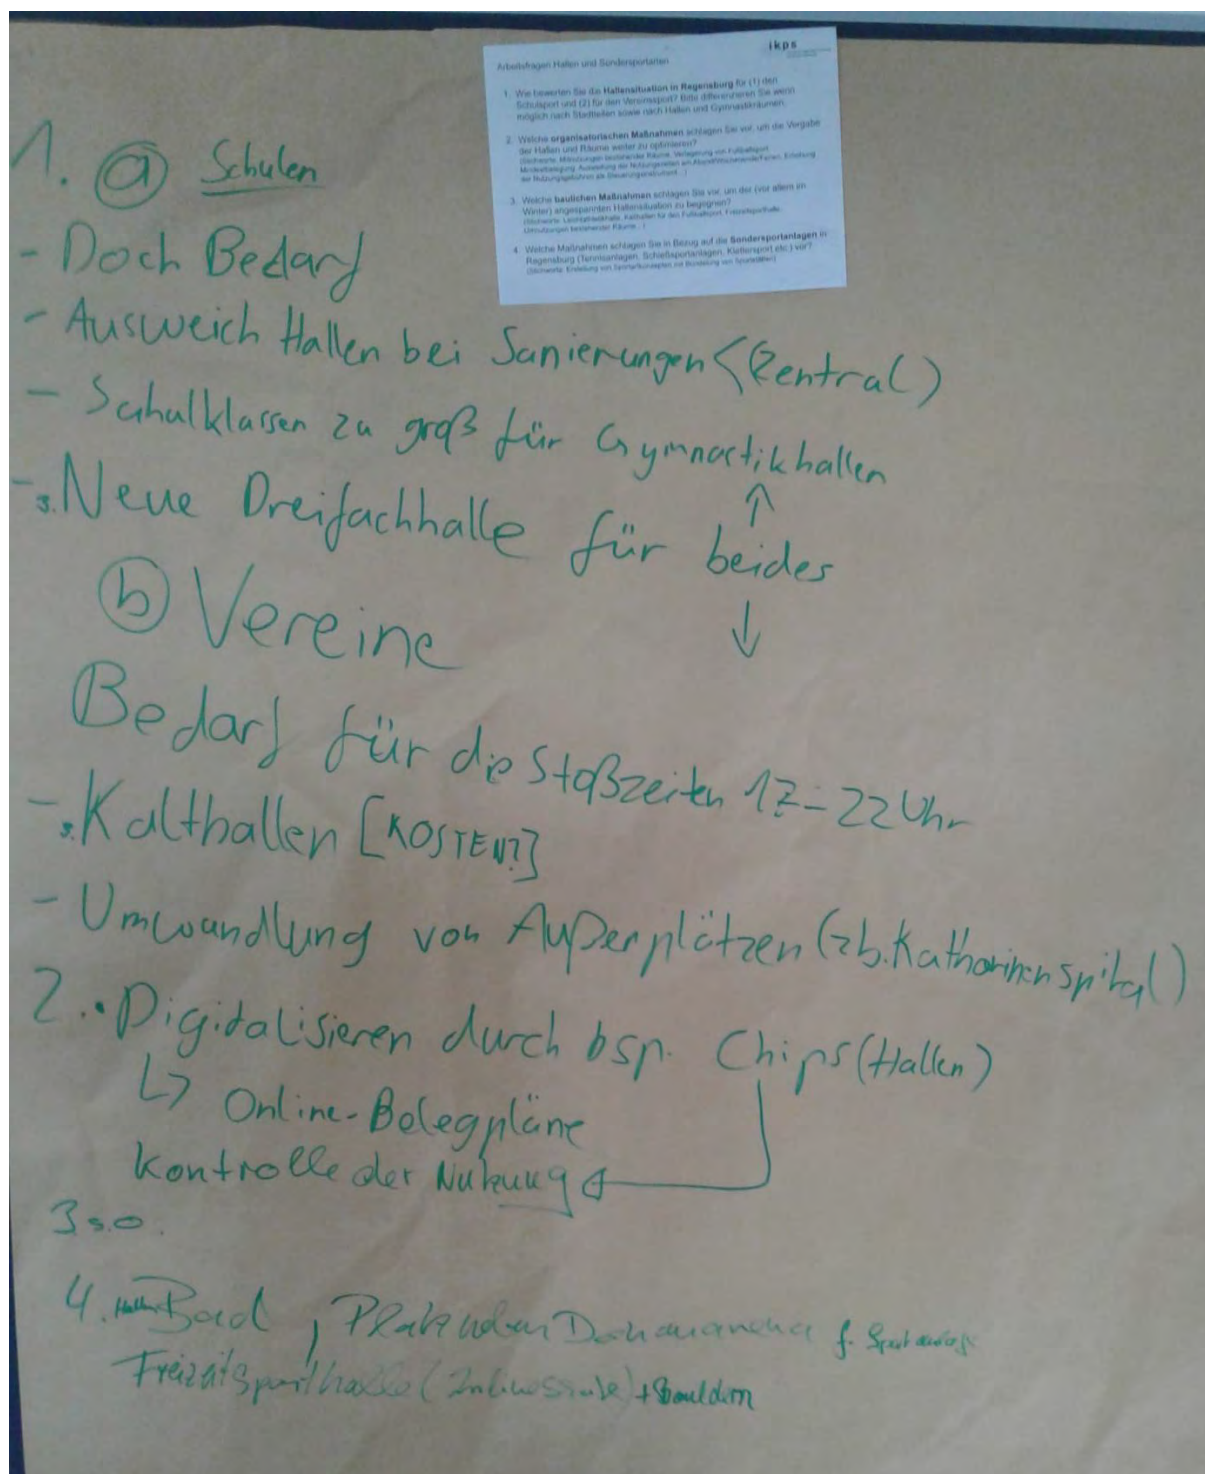 ikps
Arbeitsfragen Hallen und Sondersportarten
1. Wie bewerten Sie die Hallensituation in Regensburg für (1) den
Schulsport und (2) für den Vereinssport? Bitte differenzieren Sie wenn
möglich nach Stadtteilen sowie nach Hallen und Gymnastikräumen.
2. Welche organisatorischen Maßnahmen schlagen Sie vor, um die Vergabe
der Hallen und Räume weiter zu optimieren?
3. Welche baulichen Maßnahmen schlagen Sie vor, um der (vor allem im
Winter) angespannten Hallensituation zu begegnen?
4. Welche Maßnahmen schlagen Sie in Bezug auf die Sondersportanlagen in
Regensburg (Tennisanlagen, Schießsportanlagen, Klettersport etc.) vor?
1. a Schulen
- Doch Bedarf
- Ausweich Hallen bei Sanierungen (Zentral)
- Schulklassen zu groß für Gymnastikhallen
- 3. Neue Dreifachhalle für beides
↑
↓
b Vereine
Bedarf für die Stoßzeiten 17-22 Uhr
- 3. Kalthallen [KOSTEN?]
- Umwandlung von Außenplätzen (zb. Katharinenspital)
2. • Digitalisieren durch bsp. Chips (Hallen)
↳ Online-Belegpläne
Kontrolle der Nutzung
3 s.o.
4. Hallen Bad, Platz neben Donauarena f.
Freizeitsporthalle (Inlineskate) + Bouldern